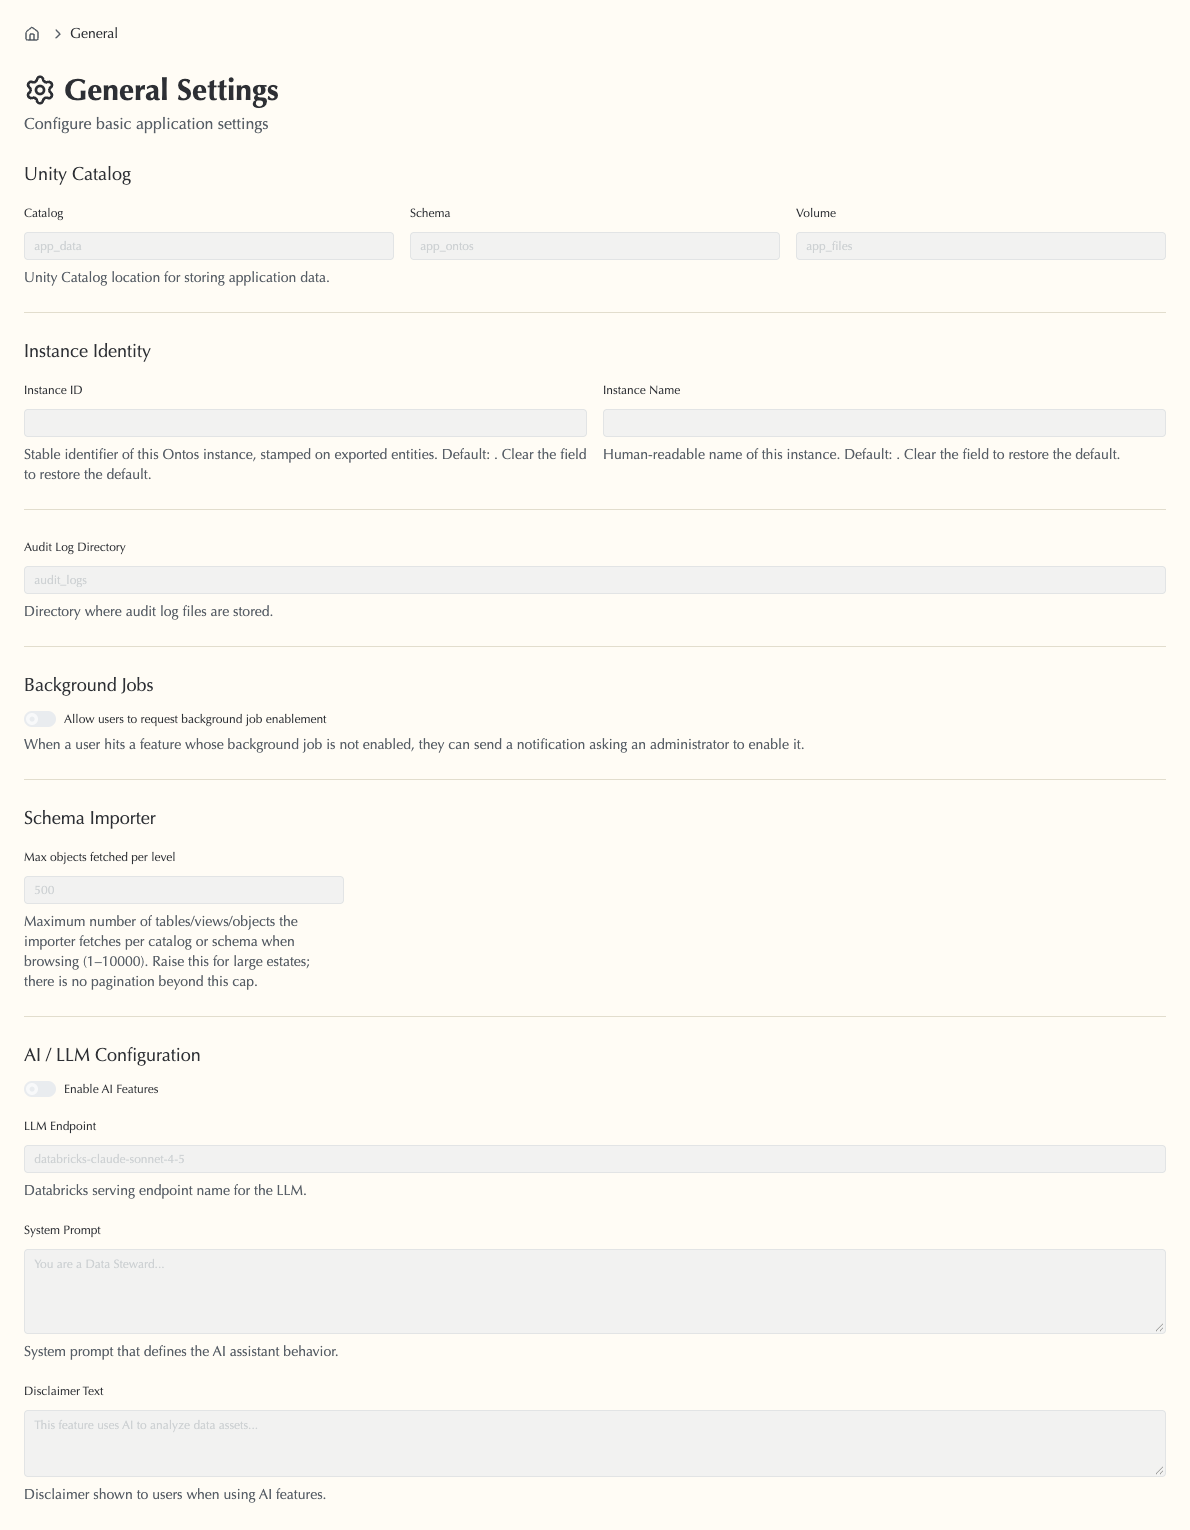 General
General Settings
Configure basic application settings
Unity Catalog
Catalog
Schema
Volume
app_data
app_ontos
app_files
Unity Catalog location for storing application data.
Instance Identity
Instance ID
Instance Name
Stable identifier of this Ontos instance, stamped on exported entities. Default: . Clear the field
to restore the default.
Human-readable name of this instance. Default: . Clear the field to restore the default.
Audit Log Directory
audit_logs
Directory where audit log files are stored.
Background Jobs
Allow users to request background job enablement
When a user hits a feature whose background job is not enabled, they can send a notification asking an administrator to enable it.
Schema Importer
Max objects fetched per level
500
Maximum number of tables/views/objects the
importer fetches per catalog or schema when
browsing (1–10000). Raise this for large estates;
there is no pagination beyond this cap.
AI / LLM Configuration
Enable AI Features
LLM Endpoint
databricks-claude-sonnet-4-5
Databricks serving endpoint name for the LLM.
System Prompt
You are a Data Steward...
System prompt that defines the AI assistant behavior.
Disclaimer Text
This feature uses AI to analyze data assets...
Disclaimer shown to users when using AI features.